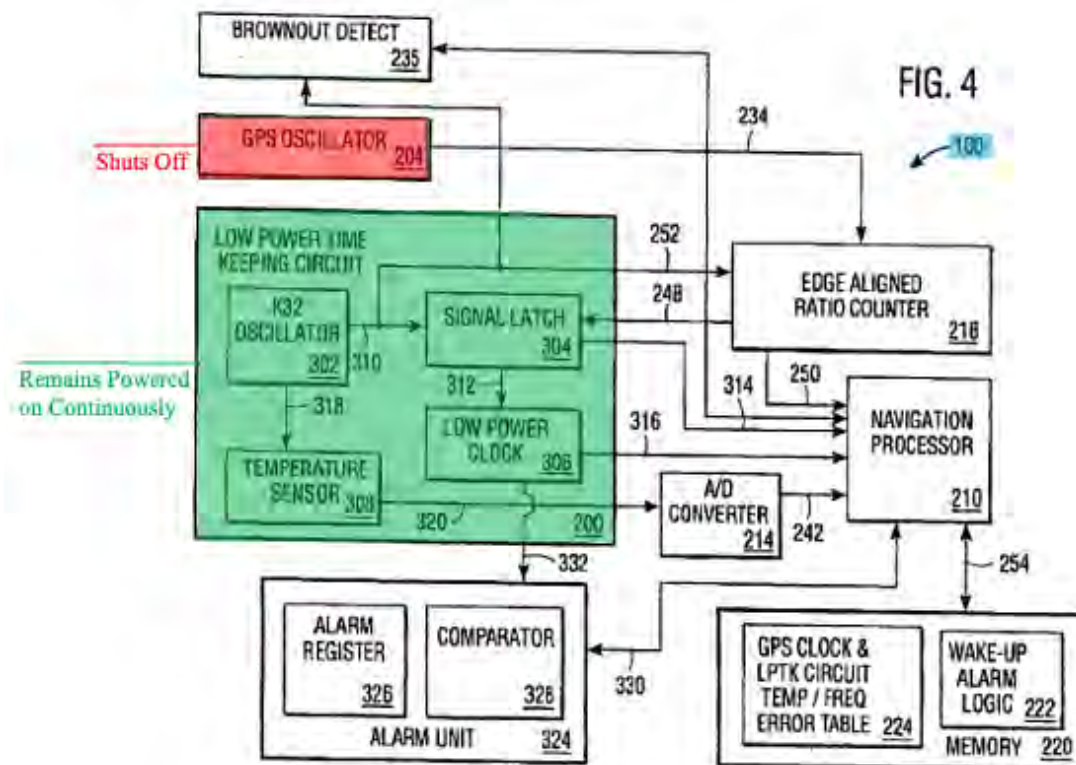 BROWNOUT DETECT
235
FIG. 4
234
100
GPS OSCILLATOR
204
Shuts Off
LOW POWER TIME
KEEPING CIRCUIT
252
EDGE ALIGNED
RATIO COUNTER
216
248
K32
OSCILLATOR
302
310
SIGNAL LATCH
304
Remains Powered
on Continuously
312
250
314
318
316
NAVIGATION
PROCESSOR
210
LOW POWER
CLOCK
306
TEMPERATURE
SENSOR
308
320
200
A/D
CONVERTER
214
242
332
254
ALARM
REGISTER
326
COMPARATOR
328
330
ALARM UNIT
324
GPS CLOCK &
LPTK CIRCUIT
TEMP / FREQ
ERROR TABLE
224
WAKE-UP
ALARM
LOGIC
222
MEMORY
220